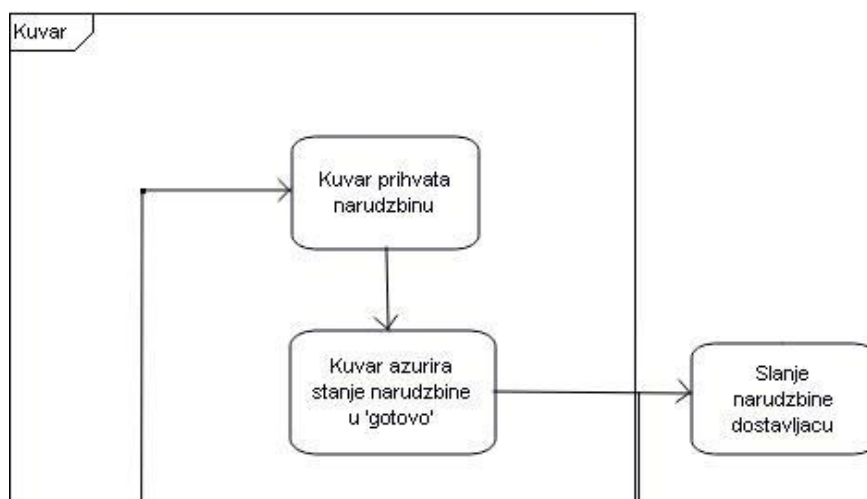 Kuvar
Kuvar prihvata
narudzbinu
Kuvar azurira
stanje narudzbine
u 'gotovo'
Slanje
narudzbine
dostavljacu